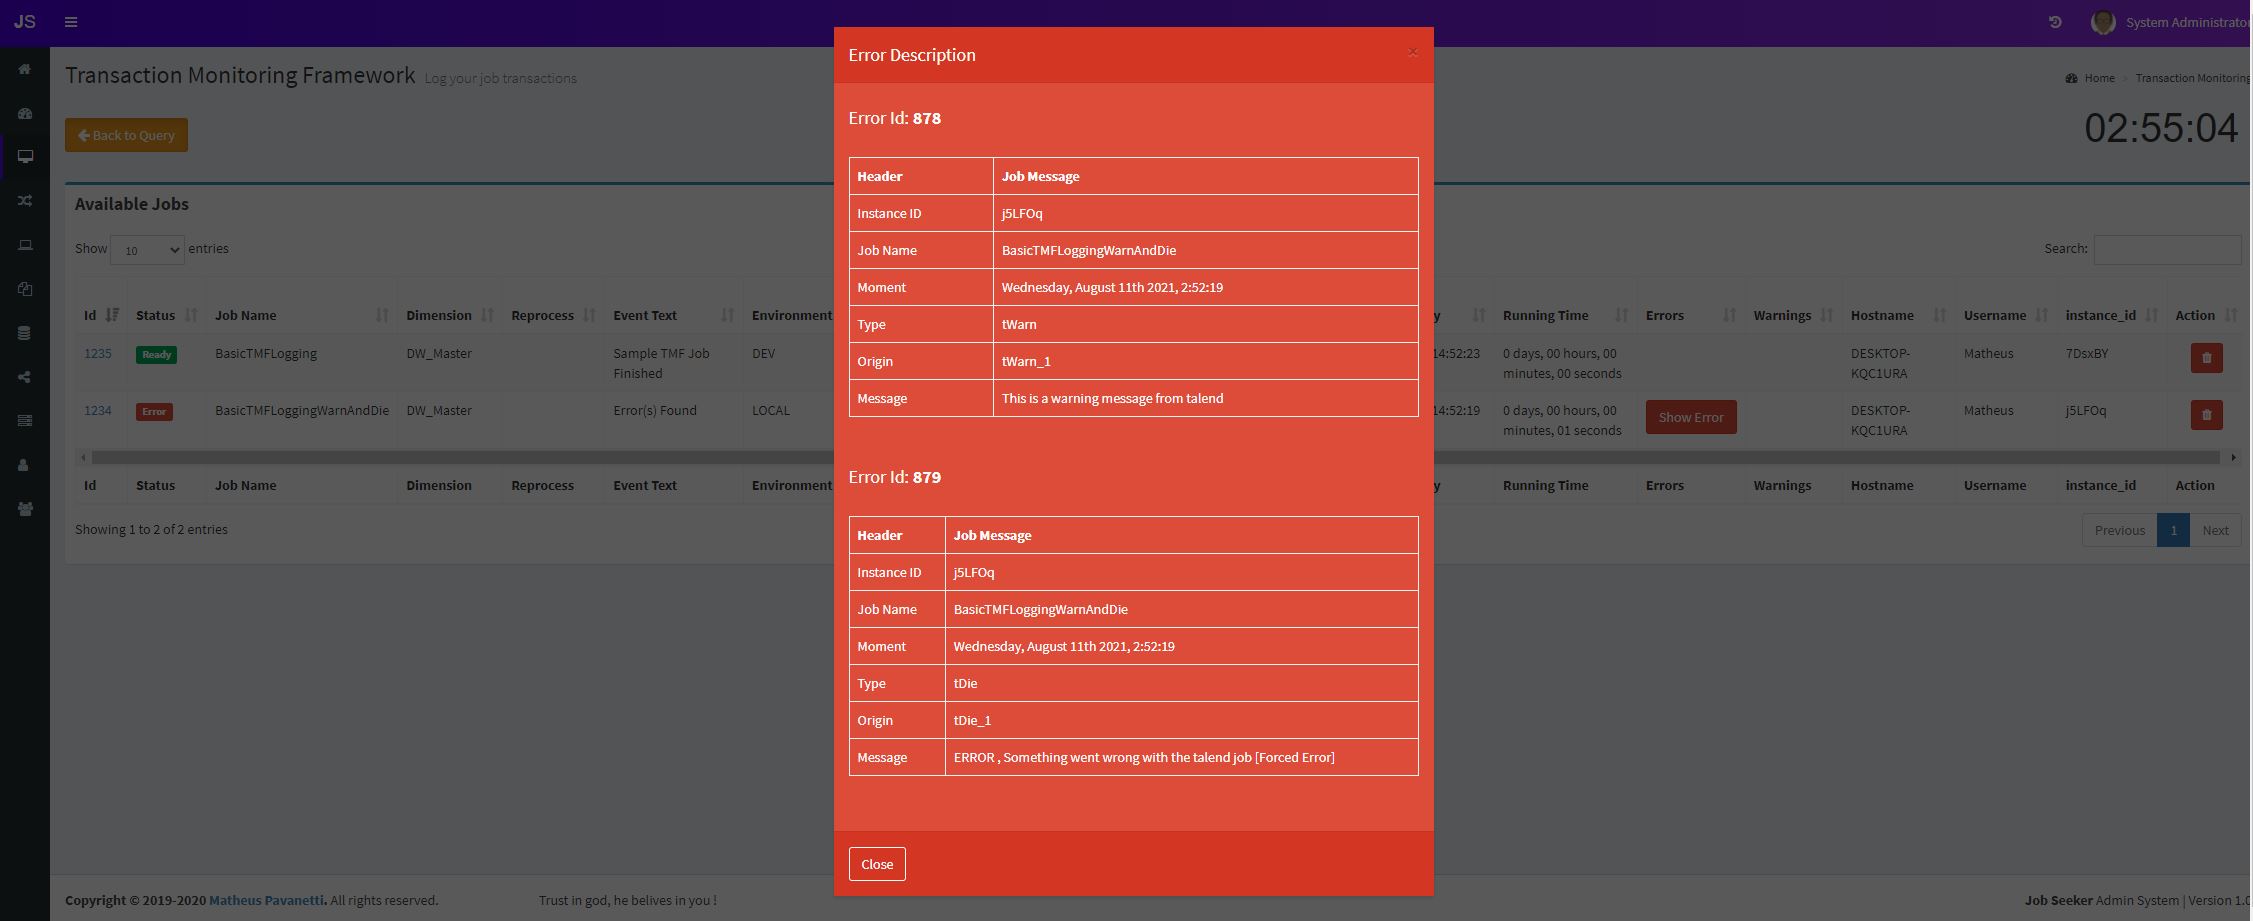 JS
System Administrator
Transaction Monitoring Framework Log your job transactions
Home > Transaction Monitoring
Back to Query
02:55:04
Available Jobs
Show 10 entries
Search:
Id Status Job Name Dimension Reprocess Event Text Environment y Running Time Errors Warnings Hostname Username instance_id Action
1235 Ready BasicTMFLogging DW_Master Sample TMF Job DEV 14:52:23 0 days, 00 hours, 00 DESKTOP- Matheus 7DsxBY
Finished minutes, 00 seconds KQC1URA
1234 Error BasicTMFLoggingWarnAndDie DW_Master Error(s) Found LOCAL 14:52:19 0 days, 00 hours, 00 Show Error DESKTOP- Matheus j5LFOq
minutes, 01 seconds KQC1URA
Id Status Job Name Dimension Reprocess Event Text Environment y Running Time Errors Warnings Hostname Username instance_id Action
Showing 1 to 2 of 2 entries
Previous 1 Next
Error Description ×
Error Id: 878
Header Job Message
Instance ID j5LFOq
Job Name BasicTMFLoggingWarnAndDie
Moment Wednesday, August 11th 2021, 2:52:19
Type tWarn
Origin tWarn_1
Message This is a warning message from talend
Error Id: 879
Header Job Message
Instance ID j5LFOq
Job Name BasicTMFLoggingWarnAndDie
Moment Wednesday, August 11th 2021, 2:52:19
Type tDie
Origin tDie_1
Message ERROR , Something went wrong with the talend job [Forced Error]
Close
Copyright © 2019-2020 Matheus Pavanetti. All rights reserved. Trust in god, he belives in you !
Job Seeker Admin System | Version 1.0